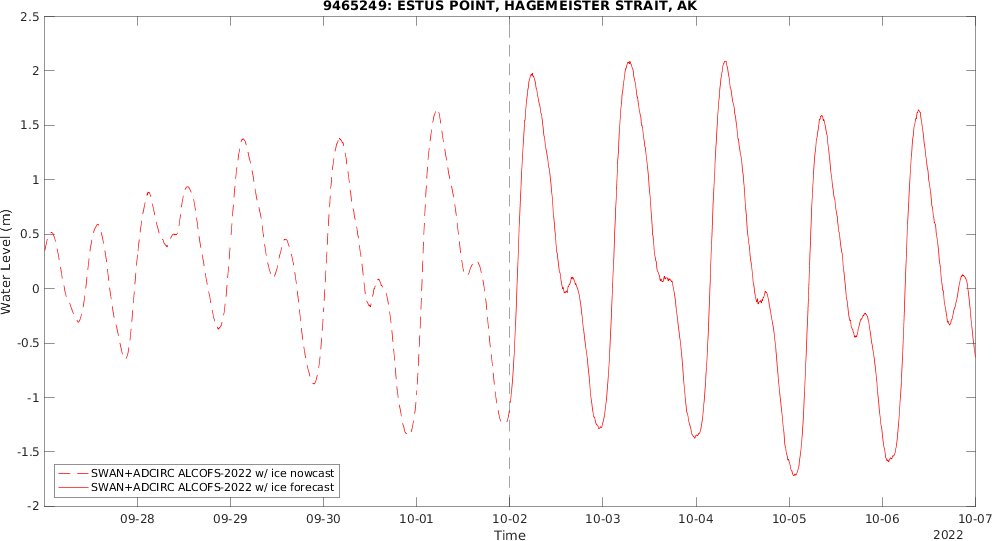 9465249: ESTUS POINT, HAGEMEISTER STRAIT, AK
2.5
2
1.5
1
0.5
0
-0.5
-1
-1.5
-2
Water Level (m)
SWAN+ADCIRC ALCOFS-2022 w/ ice nowcast
SWAN+ADCIRC ALCOFS-2022 w/ ice forecast
09-28 09-29 09-30 10-01 10-02 10-03 10-04 10-05 10-06 10-07
Time
2022